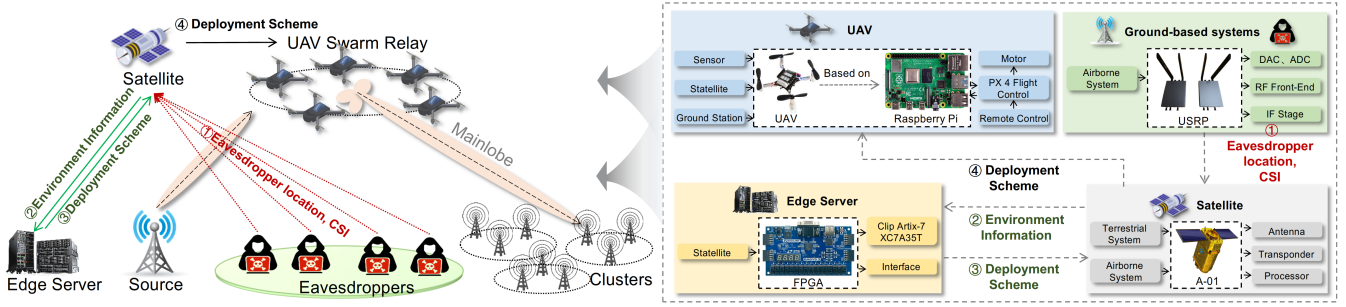 ④ Deployment Scheme
UAV Swarm Relay
Satellite
② Environment Information
③ Deployment Scheme
① Eavesdropper location, CSI
Mainlobe
Edge Server
Source
Eavesdroppers
Clusters
UAV
Sensor
Satellite
Ground Station
UAV
Based on
Raspberry Pi
Motor
PX 4 Flight
Control
Remote Control
Ground-based systems
Airborne
System
USRP
DAC、ADC
RF Front-End
IF Stage
①
Eavesdropper
location,
CSI
④ Deployment
Scheme
② Environment
Information
③ Deployment
Scheme
Edge Server
Statellite
FPGA
Clip Artix-7
XC7A35T
Interface
Satellite
Terrestrial
System
Airborne
System
A-01
Antenna
Transponder
Processor